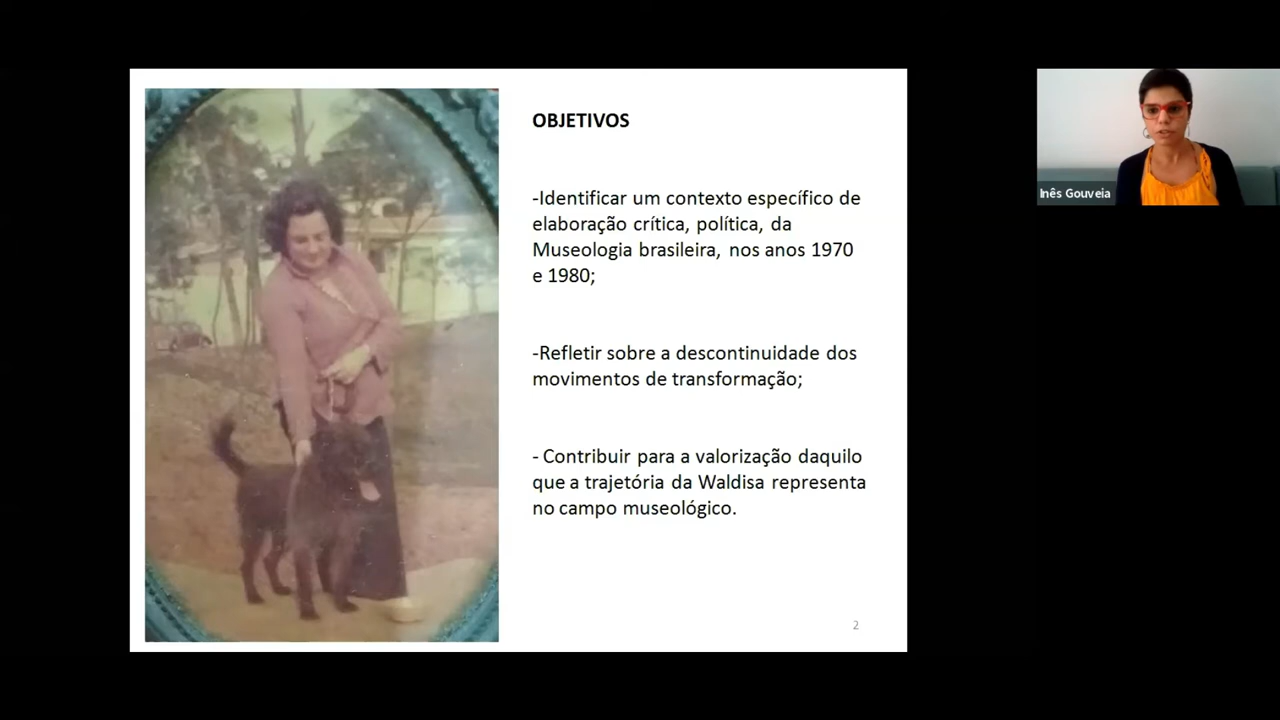 OBJETIVOS
-Identificar um contexto específico de
elaboração crítica, política, da
Museologia brasileira, nos anos 1970
e 1980;
-Refletir sobre a descontinuidade dos
movimentos de transformação;
- Contribuir para a valorização daquilo
que a trajetória da Waldisa representa
no campo museológico.
2
Inês Gouveia